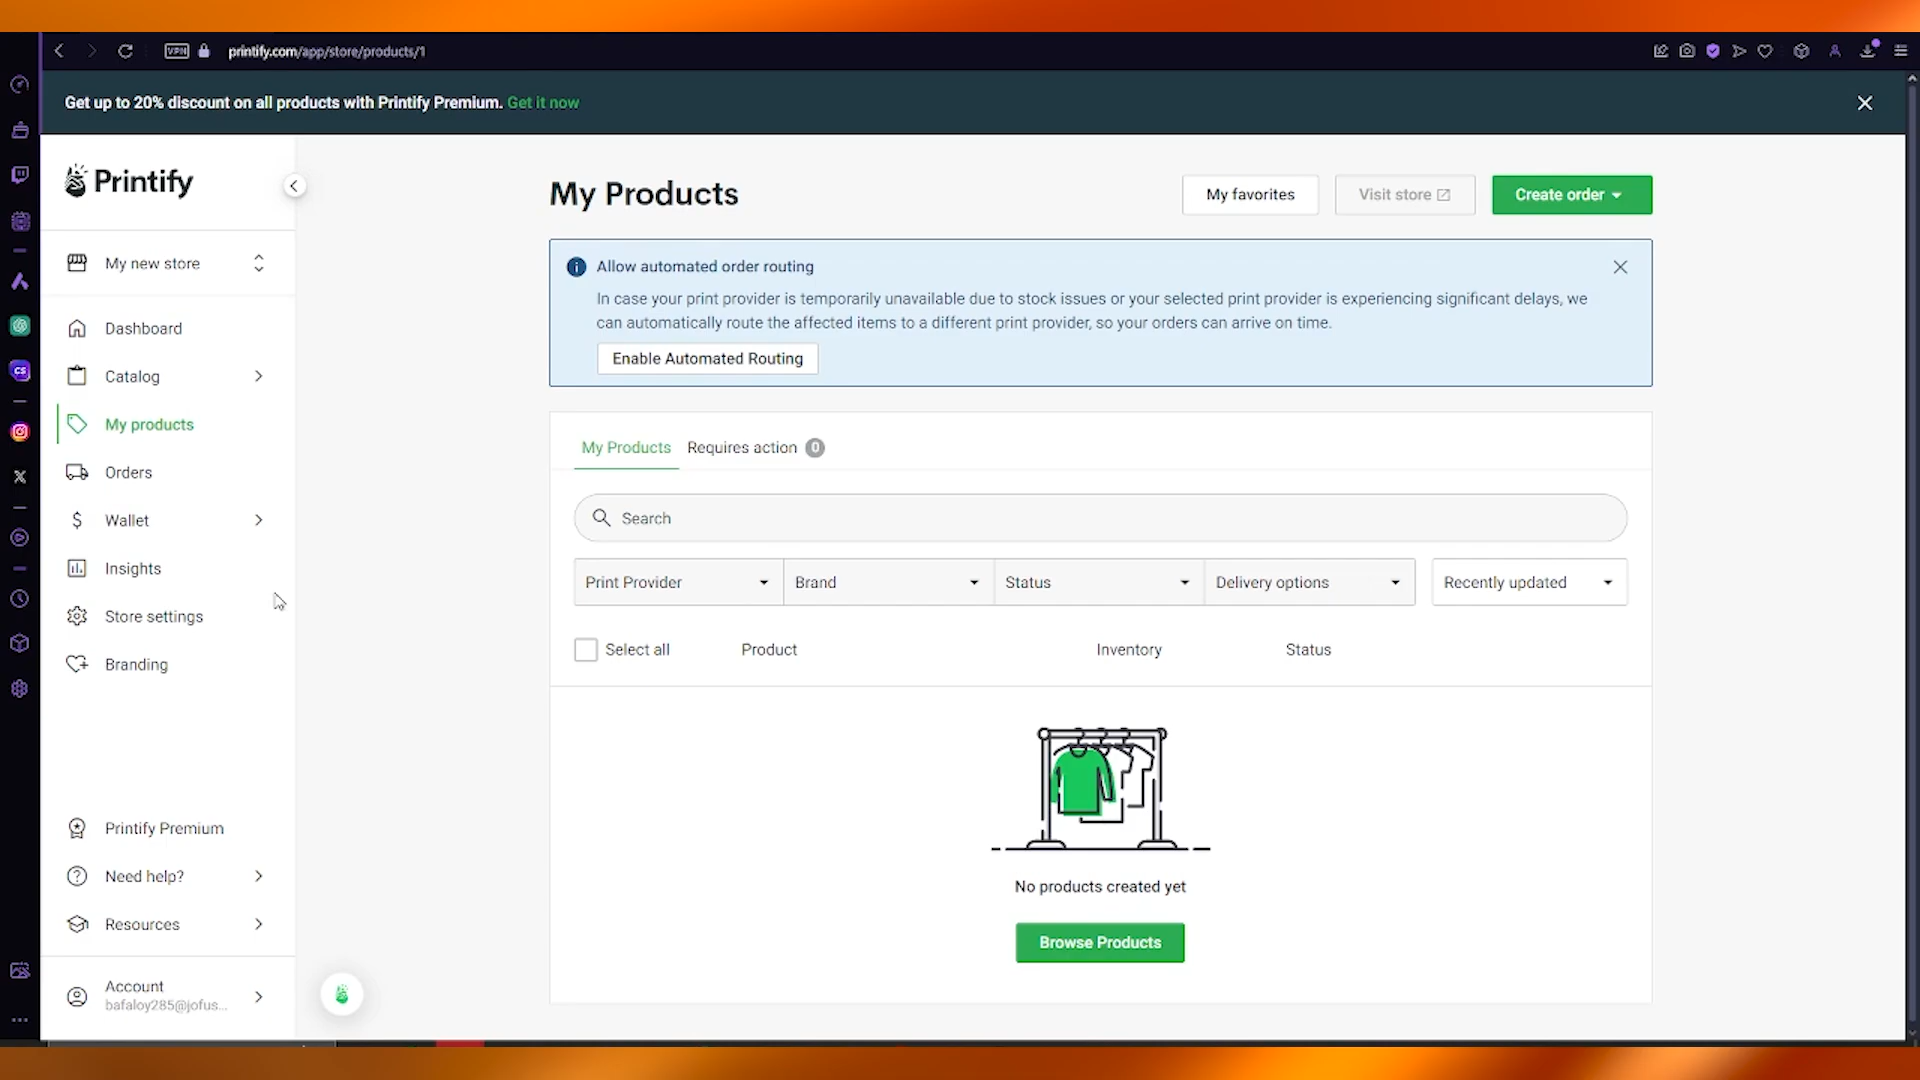 VPN
printify.com/app/store/products/1
Get up to 20% discount on all products with Printify Premium. Get it now
Printify
My new store
Dashboard
Catalog
My products
Orders
Wallet
Insights
Store settings
Branding
Printify Premium
Need help?
Resources
Account
bafaloy285@jofus...
My Products
My favorites
Visit store
Create order
Allow automated order routing
In case your print provider is temporarily unavailable due to stock issues or your selected print provider is experiencing significant delays, we
can automatically route the affected items to a different print provider, so your orders can arrive on time.
Enable Automated Routing
My Products Requires action 0
Search
Print Provider Brand Status Delivery options Recently updated
Select all Product Inventory Status
No products created yet
Browse Products
CS